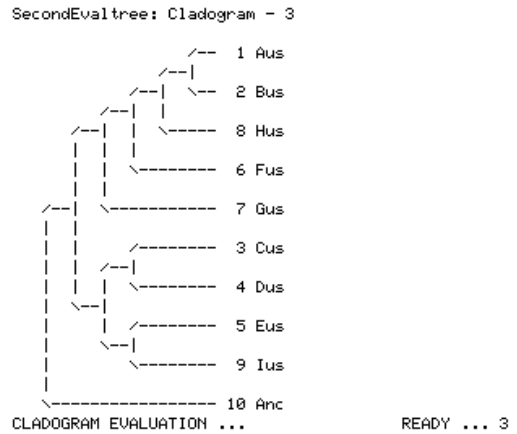 SecondEvaltree: Cladogram - 3
1 Aus
2 Bus
8 Hus
6 Fus
7 Gus
3 Cus
4 Dus
5 Eus
9 Ius
10 Anc
CLADOGRAM EVALUATION ... READY ... 3